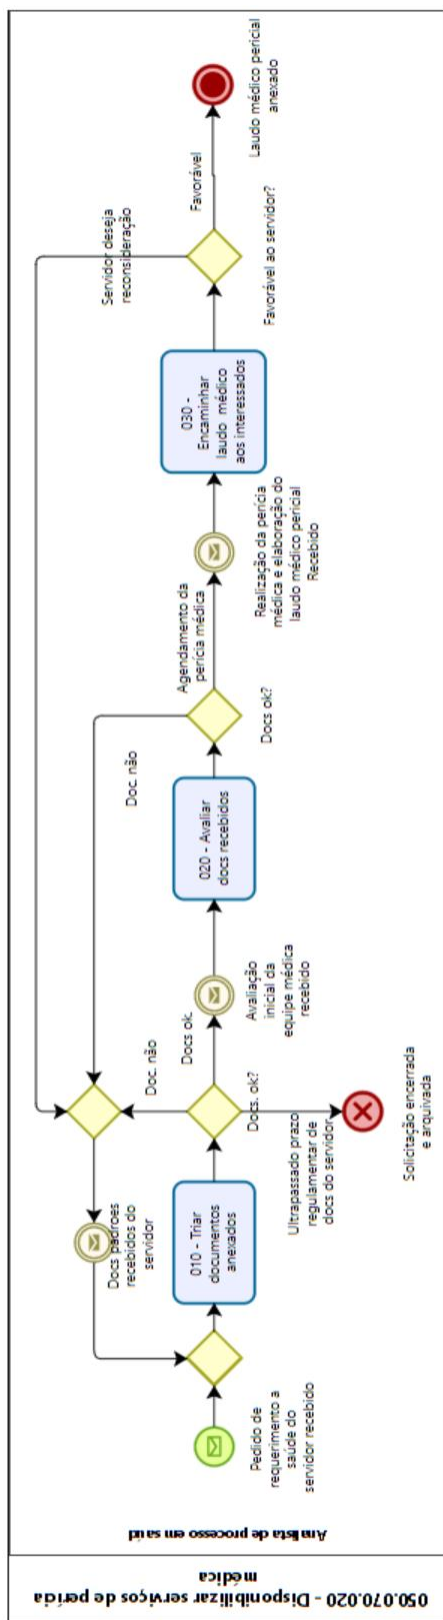 050.070.020 - Disponibilizar serviços de perícia
médica
Analista de processo em saúd
Pedido de
requerimento a
saúde do
servidor recebido
Docs padroes
recebidos do
servidor
010 - Triar
documentos
anexados
Docs. ok?
Doc. não
Docs ok.
Ultrapassado prazo
regulamentar de
docs do servidor
Solicitação encerrada
e arquivada
Avaliação
inicial da
equipe médica
recebido
020 - Avaliar
docs recebidos
Docs ok?
Doc. não
Agendamento da
perícia médica
Realização da perícia
médica e elaboração do
laudo médico pericial
Recebido
030 -
Encaminhar
laudo médico
aos interessados
Favorável ao servidor?
Servidor deseja
reconsideração
Favorável
Laudo médico pericial
anexado